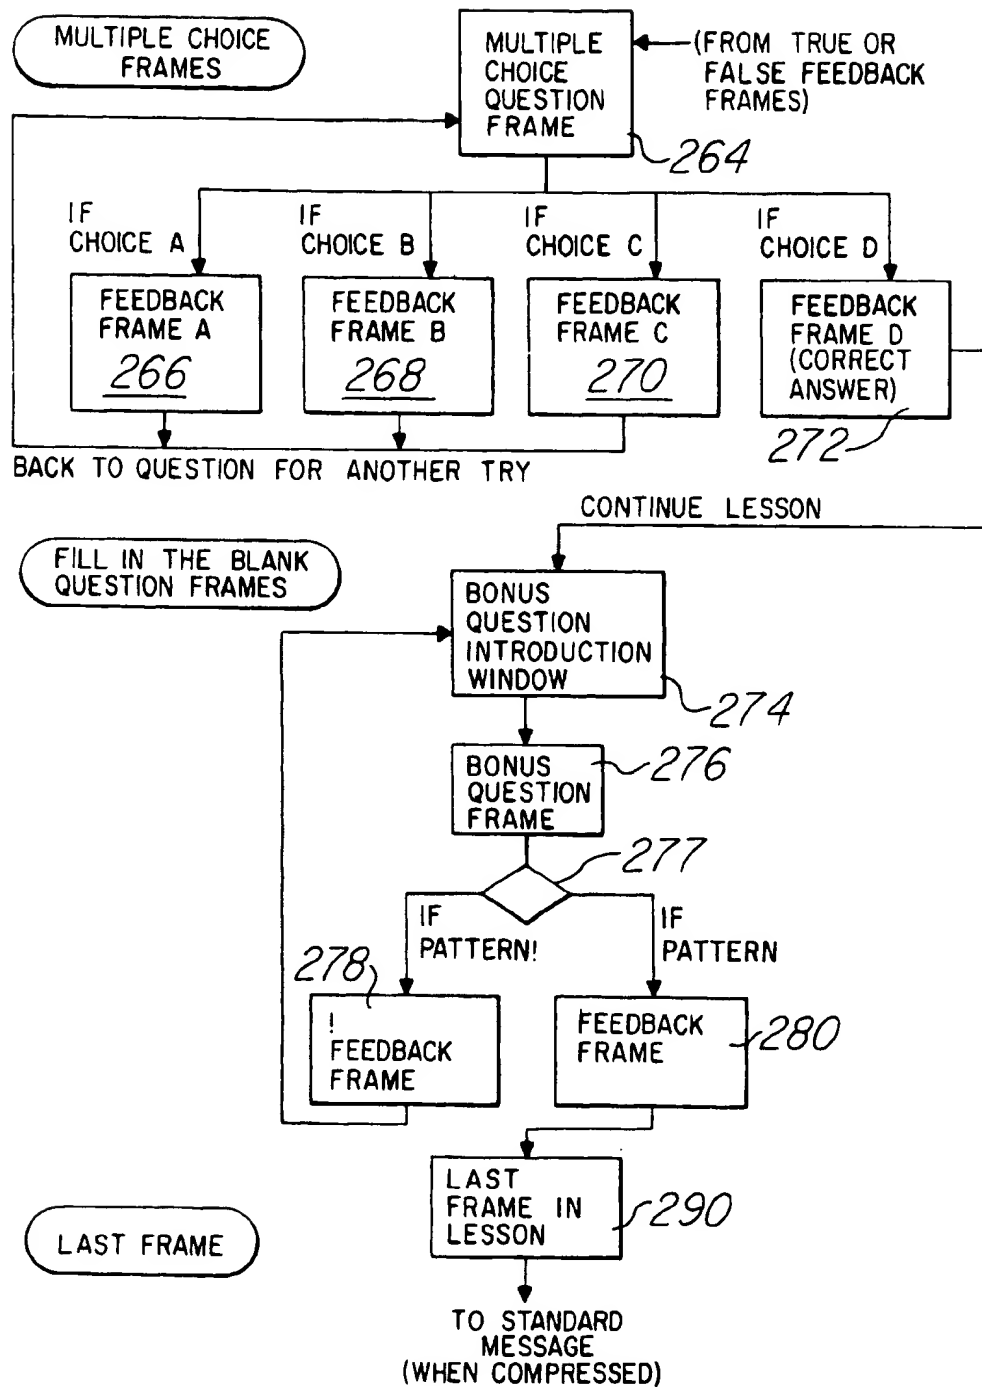 MULTIPLE CHOICE
FRAMES
MULTIPLE
CHOICE
QUESTION
FRAME
(FROM TRUE OR
FALSE FEEDBACK
FRAMES)
264
IF
CHOICE A
IF
CHOICE B
IF
CHOICE C
IF
CHOICE D
FEEDBACK
FRAME A
266
FEEDBACK
FRAME B
268
FEEDBACK
FRAME C
270
FEEDBACK
FRAME D
(CORRECT
ANSWER)
272
BACK TO QUESTION FOR ANOTHER TRY
CONTINUE LESSON
FILL IN THE BLANK
QUESTION FRAMES
BONUS
QUESTION
INTRODUCTION
WINDOW
274
BONUS
QUESTION
FRAME
276
277
IF
PATTERN!
IF
PATTERN
278
!
FEEDBACK
FRAME
FEEDBACK
FRAME
280
LAST
FRAME IN
LESSON
290
LAST FRAME
TO STANDARD
MESSAGE
(WHEN COMPRESSED)